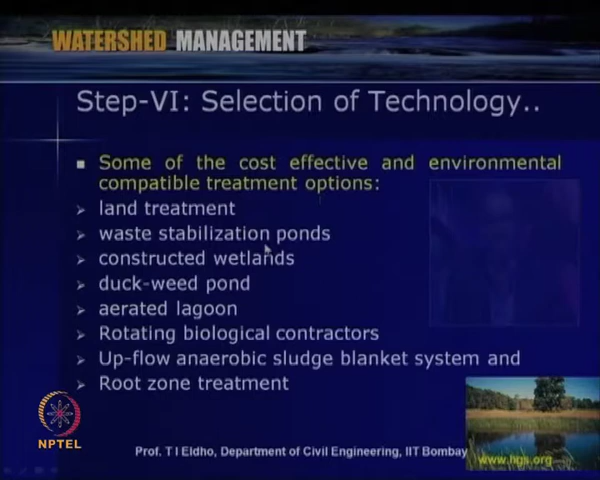 WATERSHED MANAGEMENT
Step-VI: Selection of Technology..
Some of the cost effective and environmental
compatible treatment options:
land treatment
waste stabilization ponds
constructed wetlands
duck-weed pond
aerated lagoon
Rotating biological contractors
Up-flow anaerobic sludge blanket system and
Root zone treatment
NPTEL
Prof. T I Eldho, Department of Civil Engineering, IIT Bombay
www.hgs.org